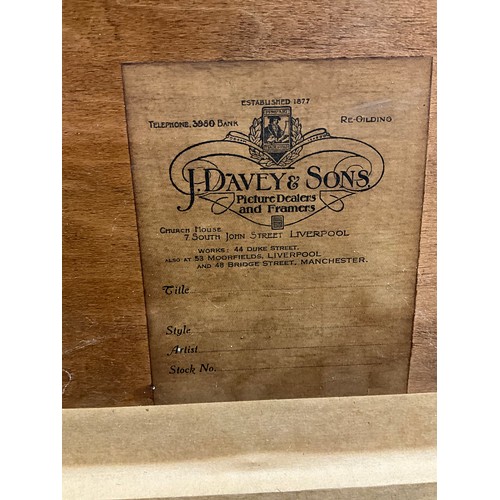 ESTABLISHED 1877
TELEPHONE, 3950 BANK
RE-GILDING
J. DAVEY & SONS,
Picture Dealers
and Framers
CHURCH HOUSE
7, SOUTH JOHN STREET LIVERPOOL
WORKS: 44 DUKE STREET.
ALSO AT 53 MOORFIELDS, LIVERPOOL
AND 48 BRIDGE STREET, MANCHESTER.
Title
Style
Artist
Stock No.